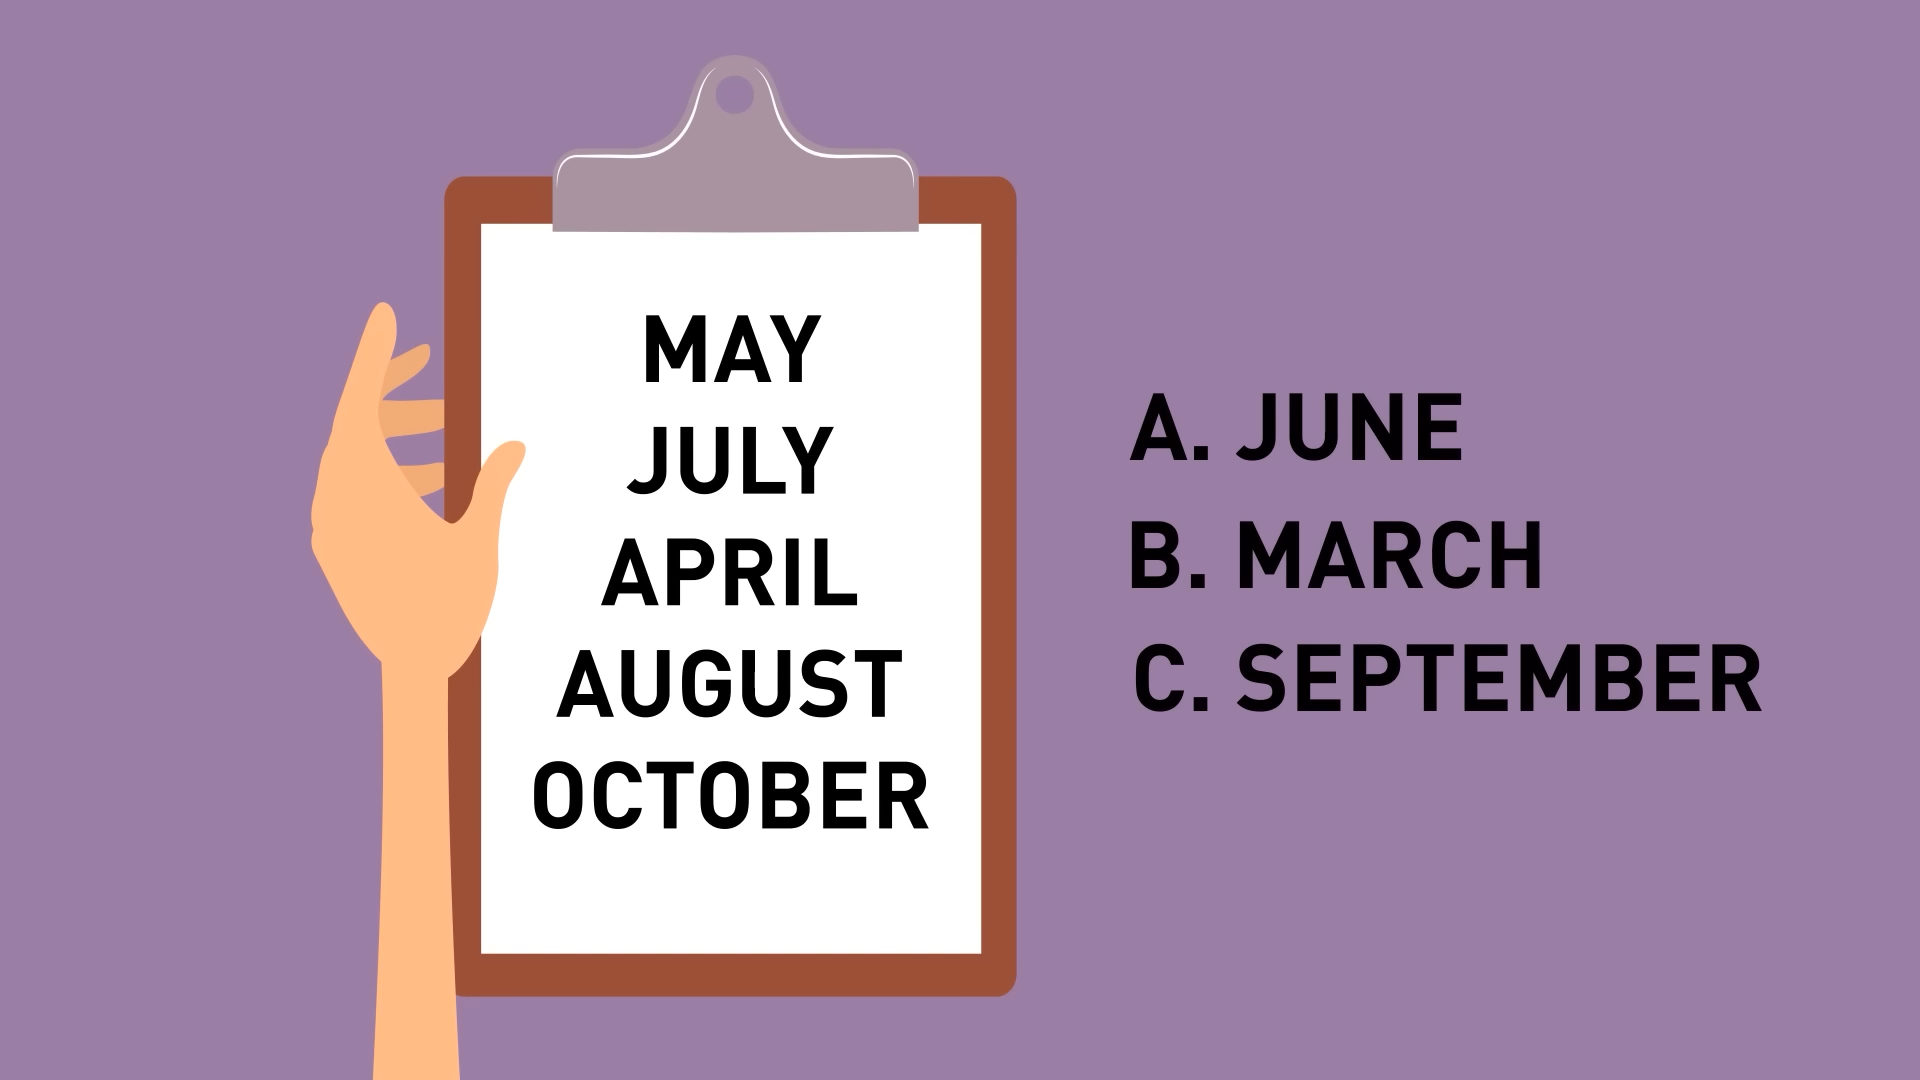 MAY
JULY
APRIL
AUGUST
OCTOBER
A. JUNE
B. MARCH
C. SEPTEMBER